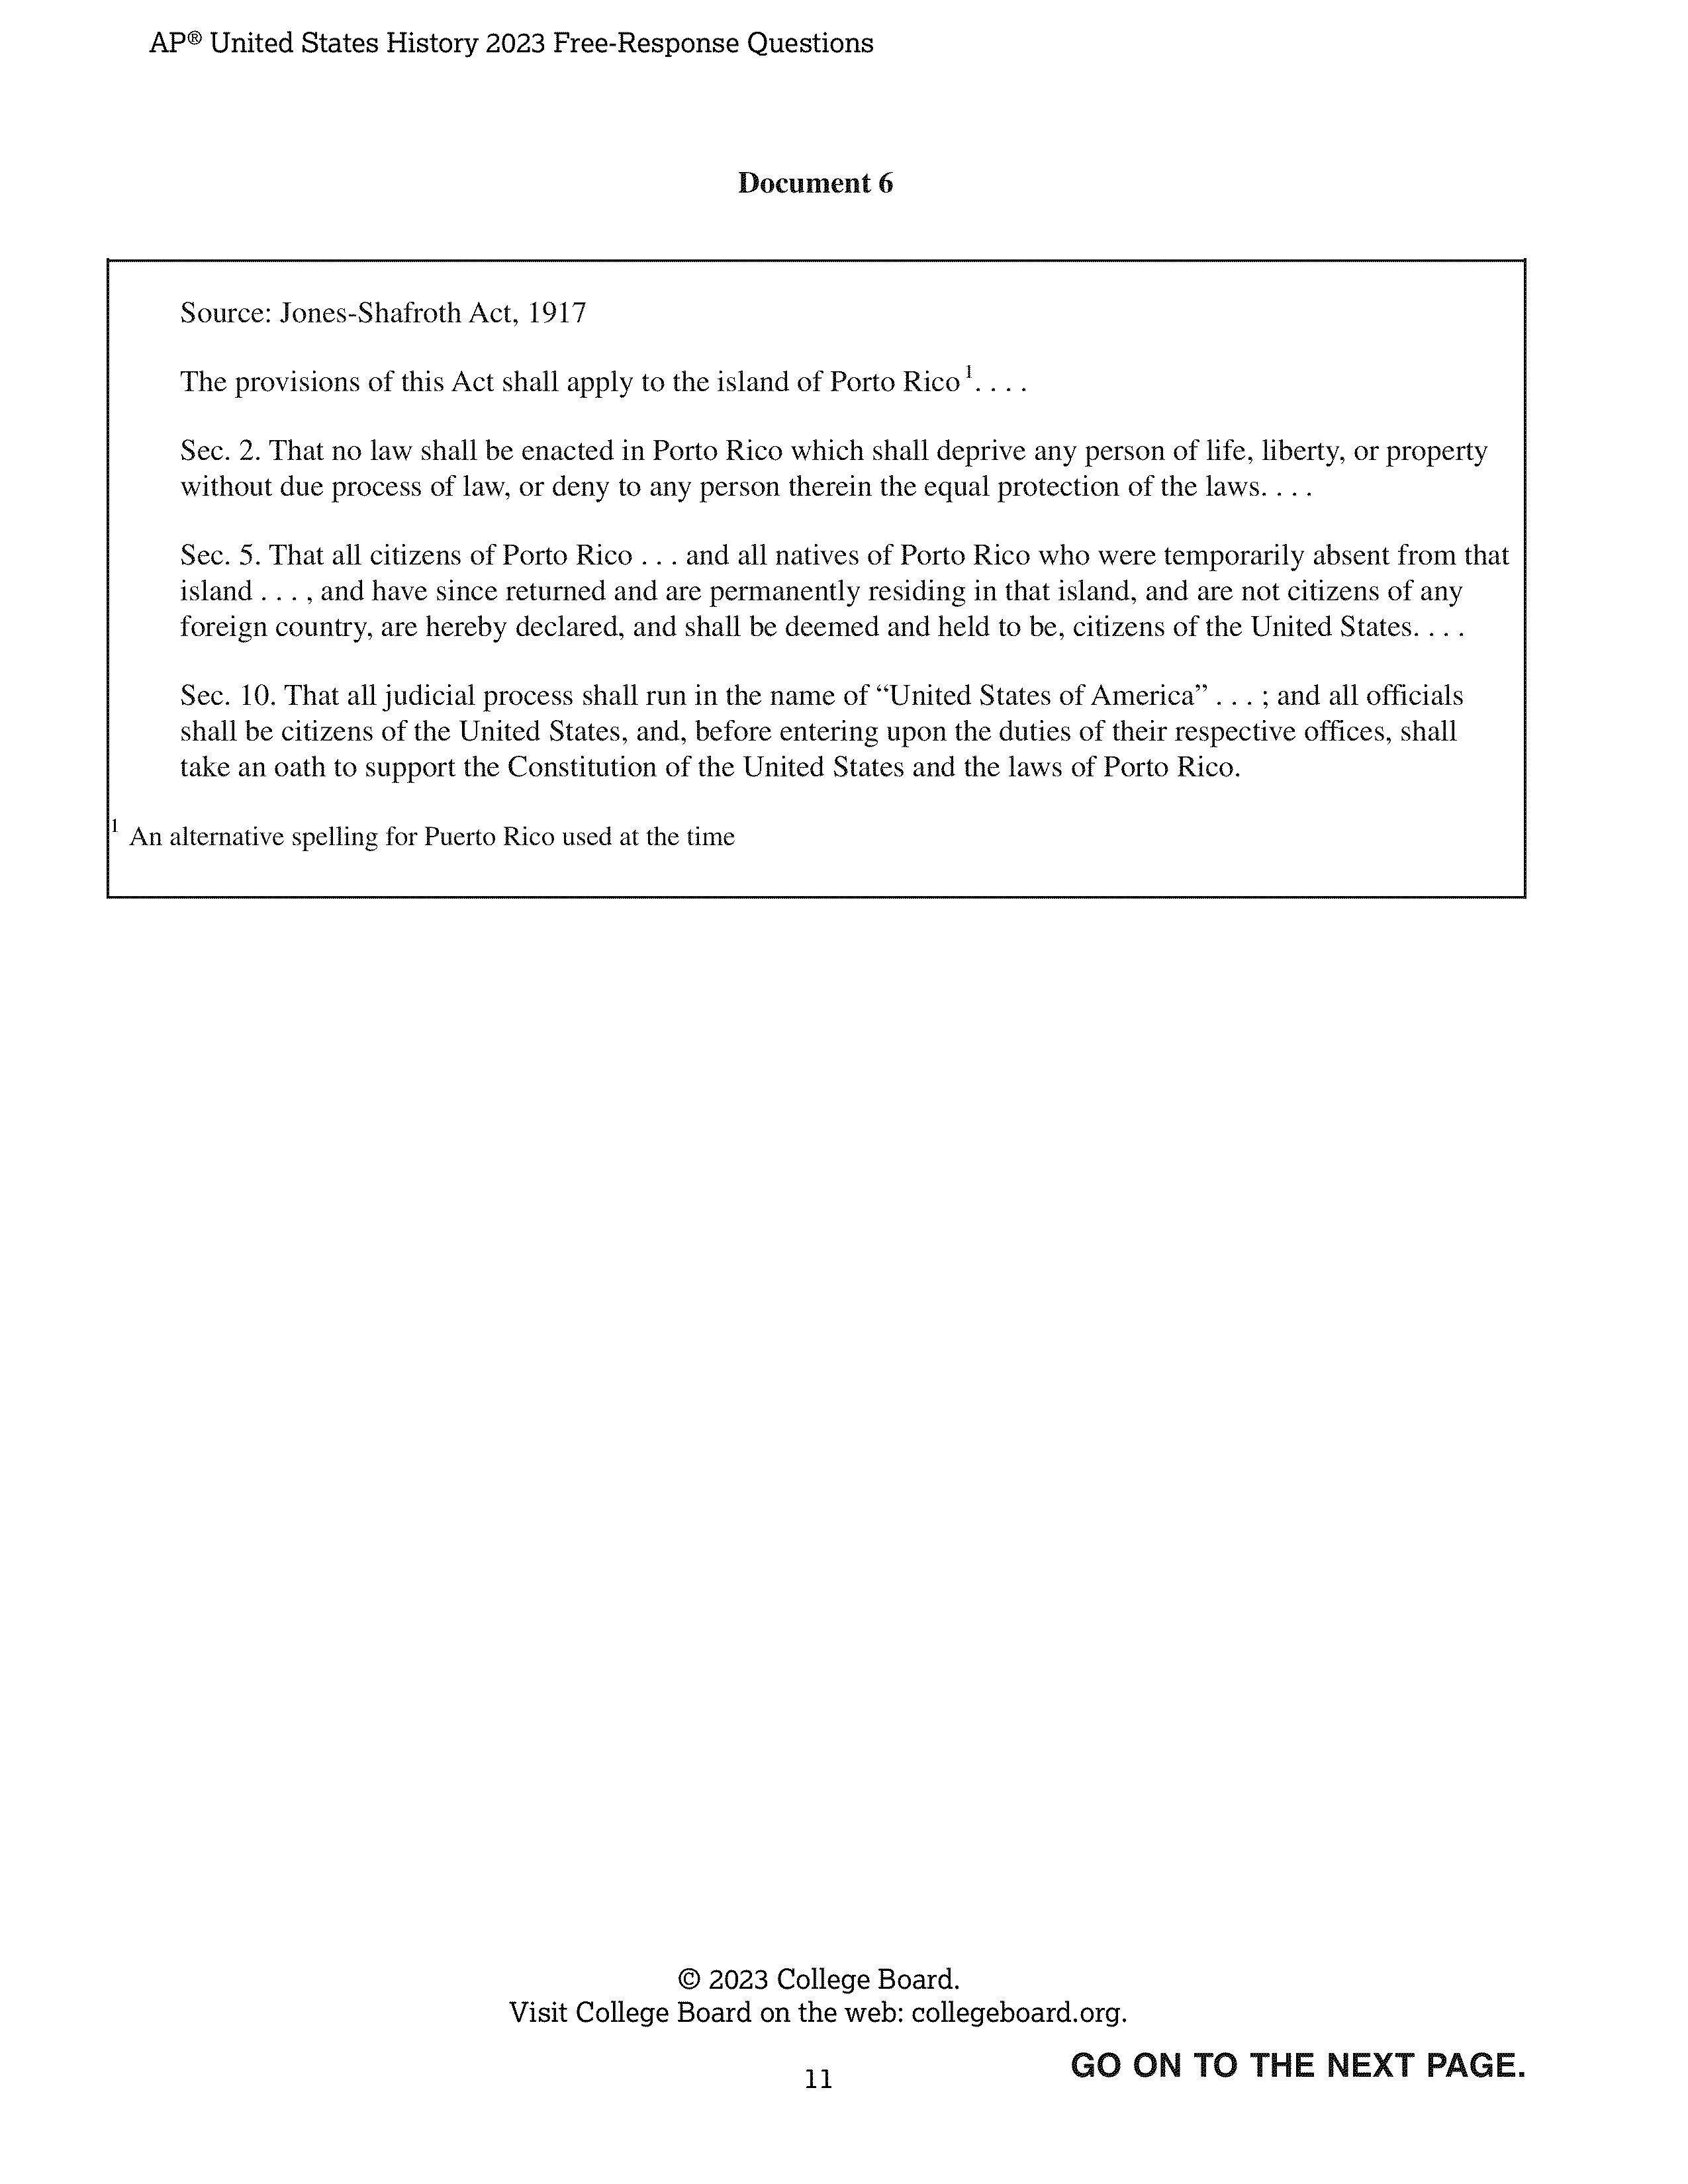 AP® United States History 2023 Free-Response Questions
Document 6
Source: Jones-Shafroth Act, 1917
The provisions of this Act shall apply to the island of Porto Rico¹. . . .
Sec. 2. That no law shall be enacted in Porto Rico which shall deprive any person of life, liberty, or property
without due process of law, or deny to any person therein the equal protection of the laws. . . .
Sec. 5. That all citizens of Porto Rico . . . and all natives of Porto Rico who were temporarily absent from that
island . . . , and have since returned and are permanently residing in that island, and are not citizens of any
foreign country, are hereby declared, and shall be deemed and held to be, citizens of the United States. . . .
Sec. 10. That all judicial process shall run in the name of “United States of America” . . . ; and all officials
shall be citizens of the United States, and, before entering upon the duties of their respective offices, shall
take an oath to support the Constitution of the United States and the laws of Porto Rico.
¹ An alternative spelling for Puerto Rico used at the time
© 2023 College Board.
Visit College Board on the web: collegeboard.org.
GO ON TO THE NEXT PAGE.
11